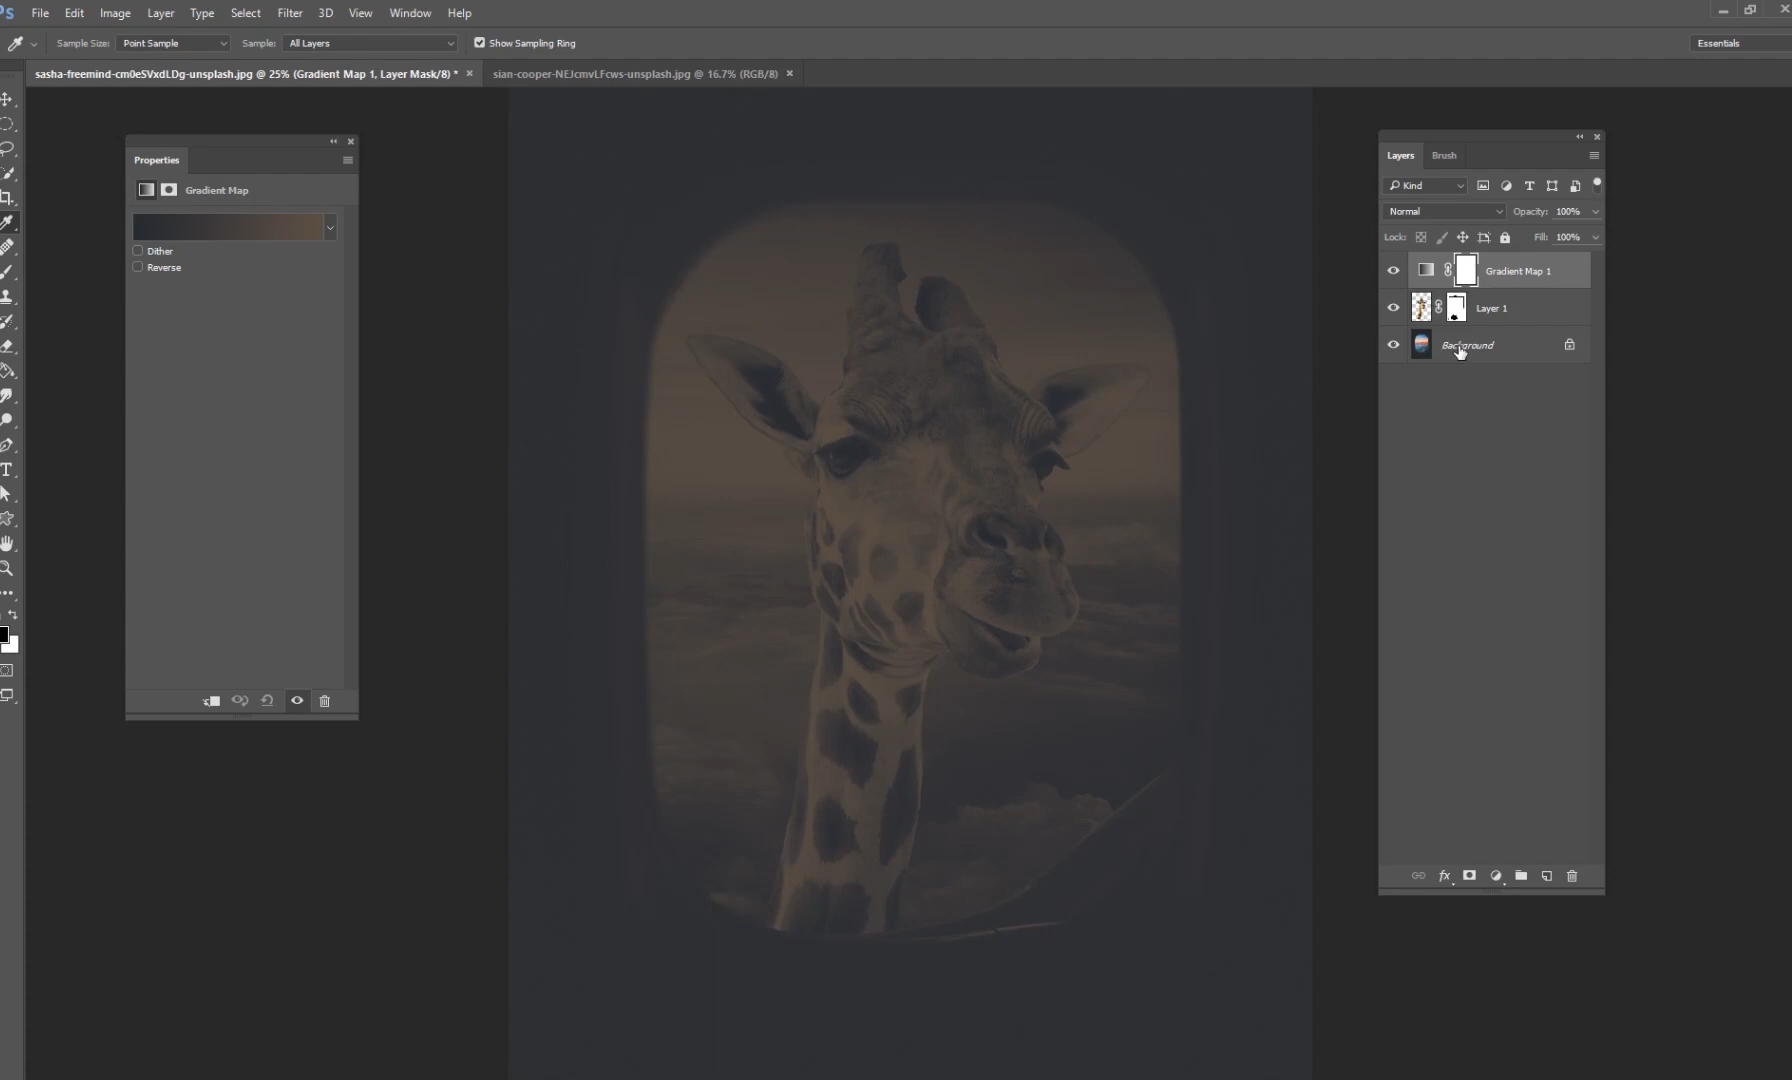 Ps File Edit Image Layer Type Select Filter 3D View Window Help
Sample Size: Point Sample Sample: All Layers Show Sampling Ring Essentials
sasha-freemind-cm0eSVxdLDg-unsplash.jpg @ 25% (Gradient Map 1, Layer Mask/8) * × sian-cooper-NEJcmvLFcws-unsplash.jpg @ 16.7% (RGB/8) ×
Properties
Gradient Map
Dither
Reverse
Layers Brush
Kind
Normal Opacity: 100%
Lock: Fill: 100%
Gradient Map 1
Layer 1
Background
fx